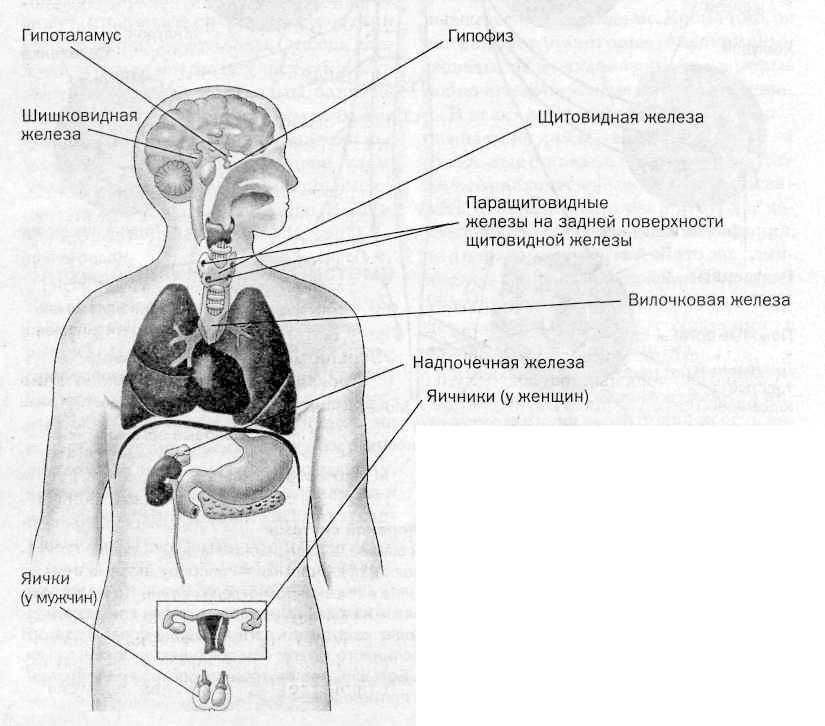 Гипоталамус
Гипофиз
Шишковидная
железа
Щитовидная железа
Паращитовидные
железы на задней поверхности
щитовидной железы
Вилочковая железа
Надпочечная железа
Яичники (у женщин)
Яички
(у мужчин)